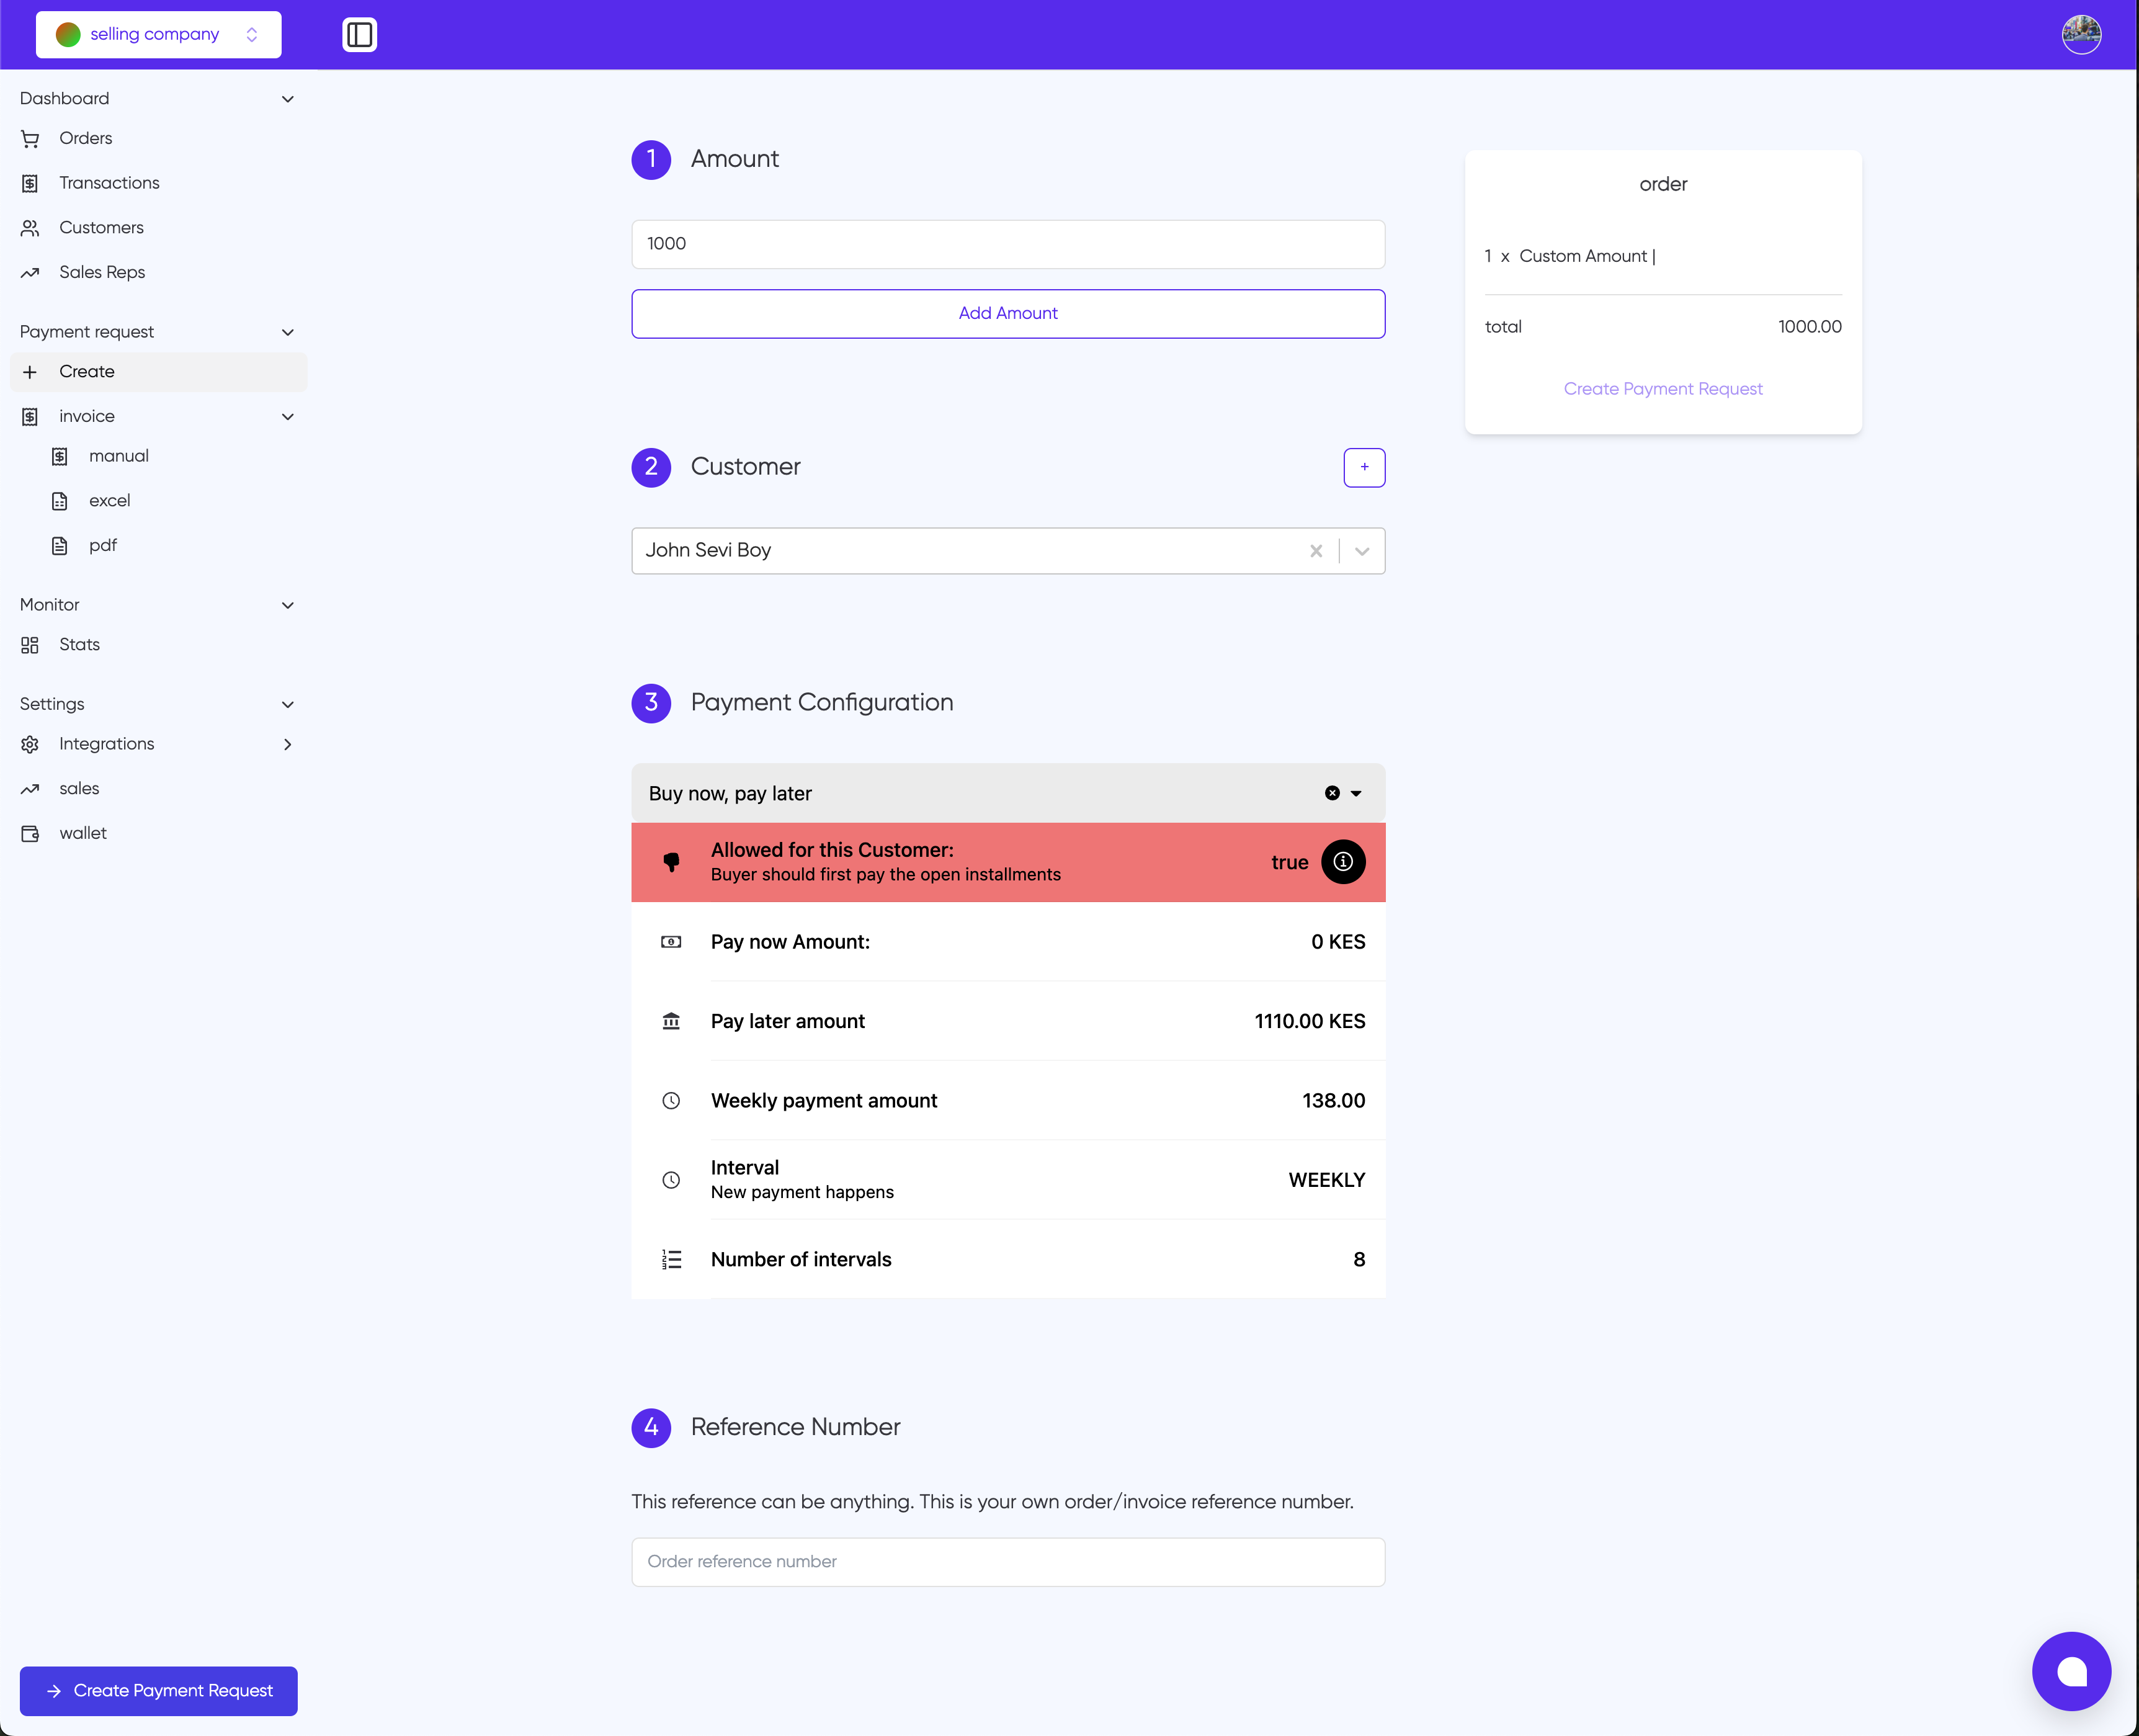 selling company
Dashboard
Orders
Transactions
Customers
Sales Reps
Payment request
Create
invoice
manual
excel
pdf
Monitor
Stats
Settings
Integrations
sales
wallet
Create Payment Request
1 Amount
1000
Add Amount
2 Customer
+
John Sevi Boy
3 Payment Configuration
Buy now, pay later
Allowed for this Customer: true
Buyer should first pay the open installments
Pay now Amount: 0 KES
Pay later amount 1110.00 KES
Weekly payment amount 138.00
Interval WEEKLY
New payment happens
Number of intervals 8
4 Reference Number
This reference can be anything. This is your own order/invoice reference number.
Order reference number
order
1 x Custom Amount |
total 1000.00
Create Payment Request